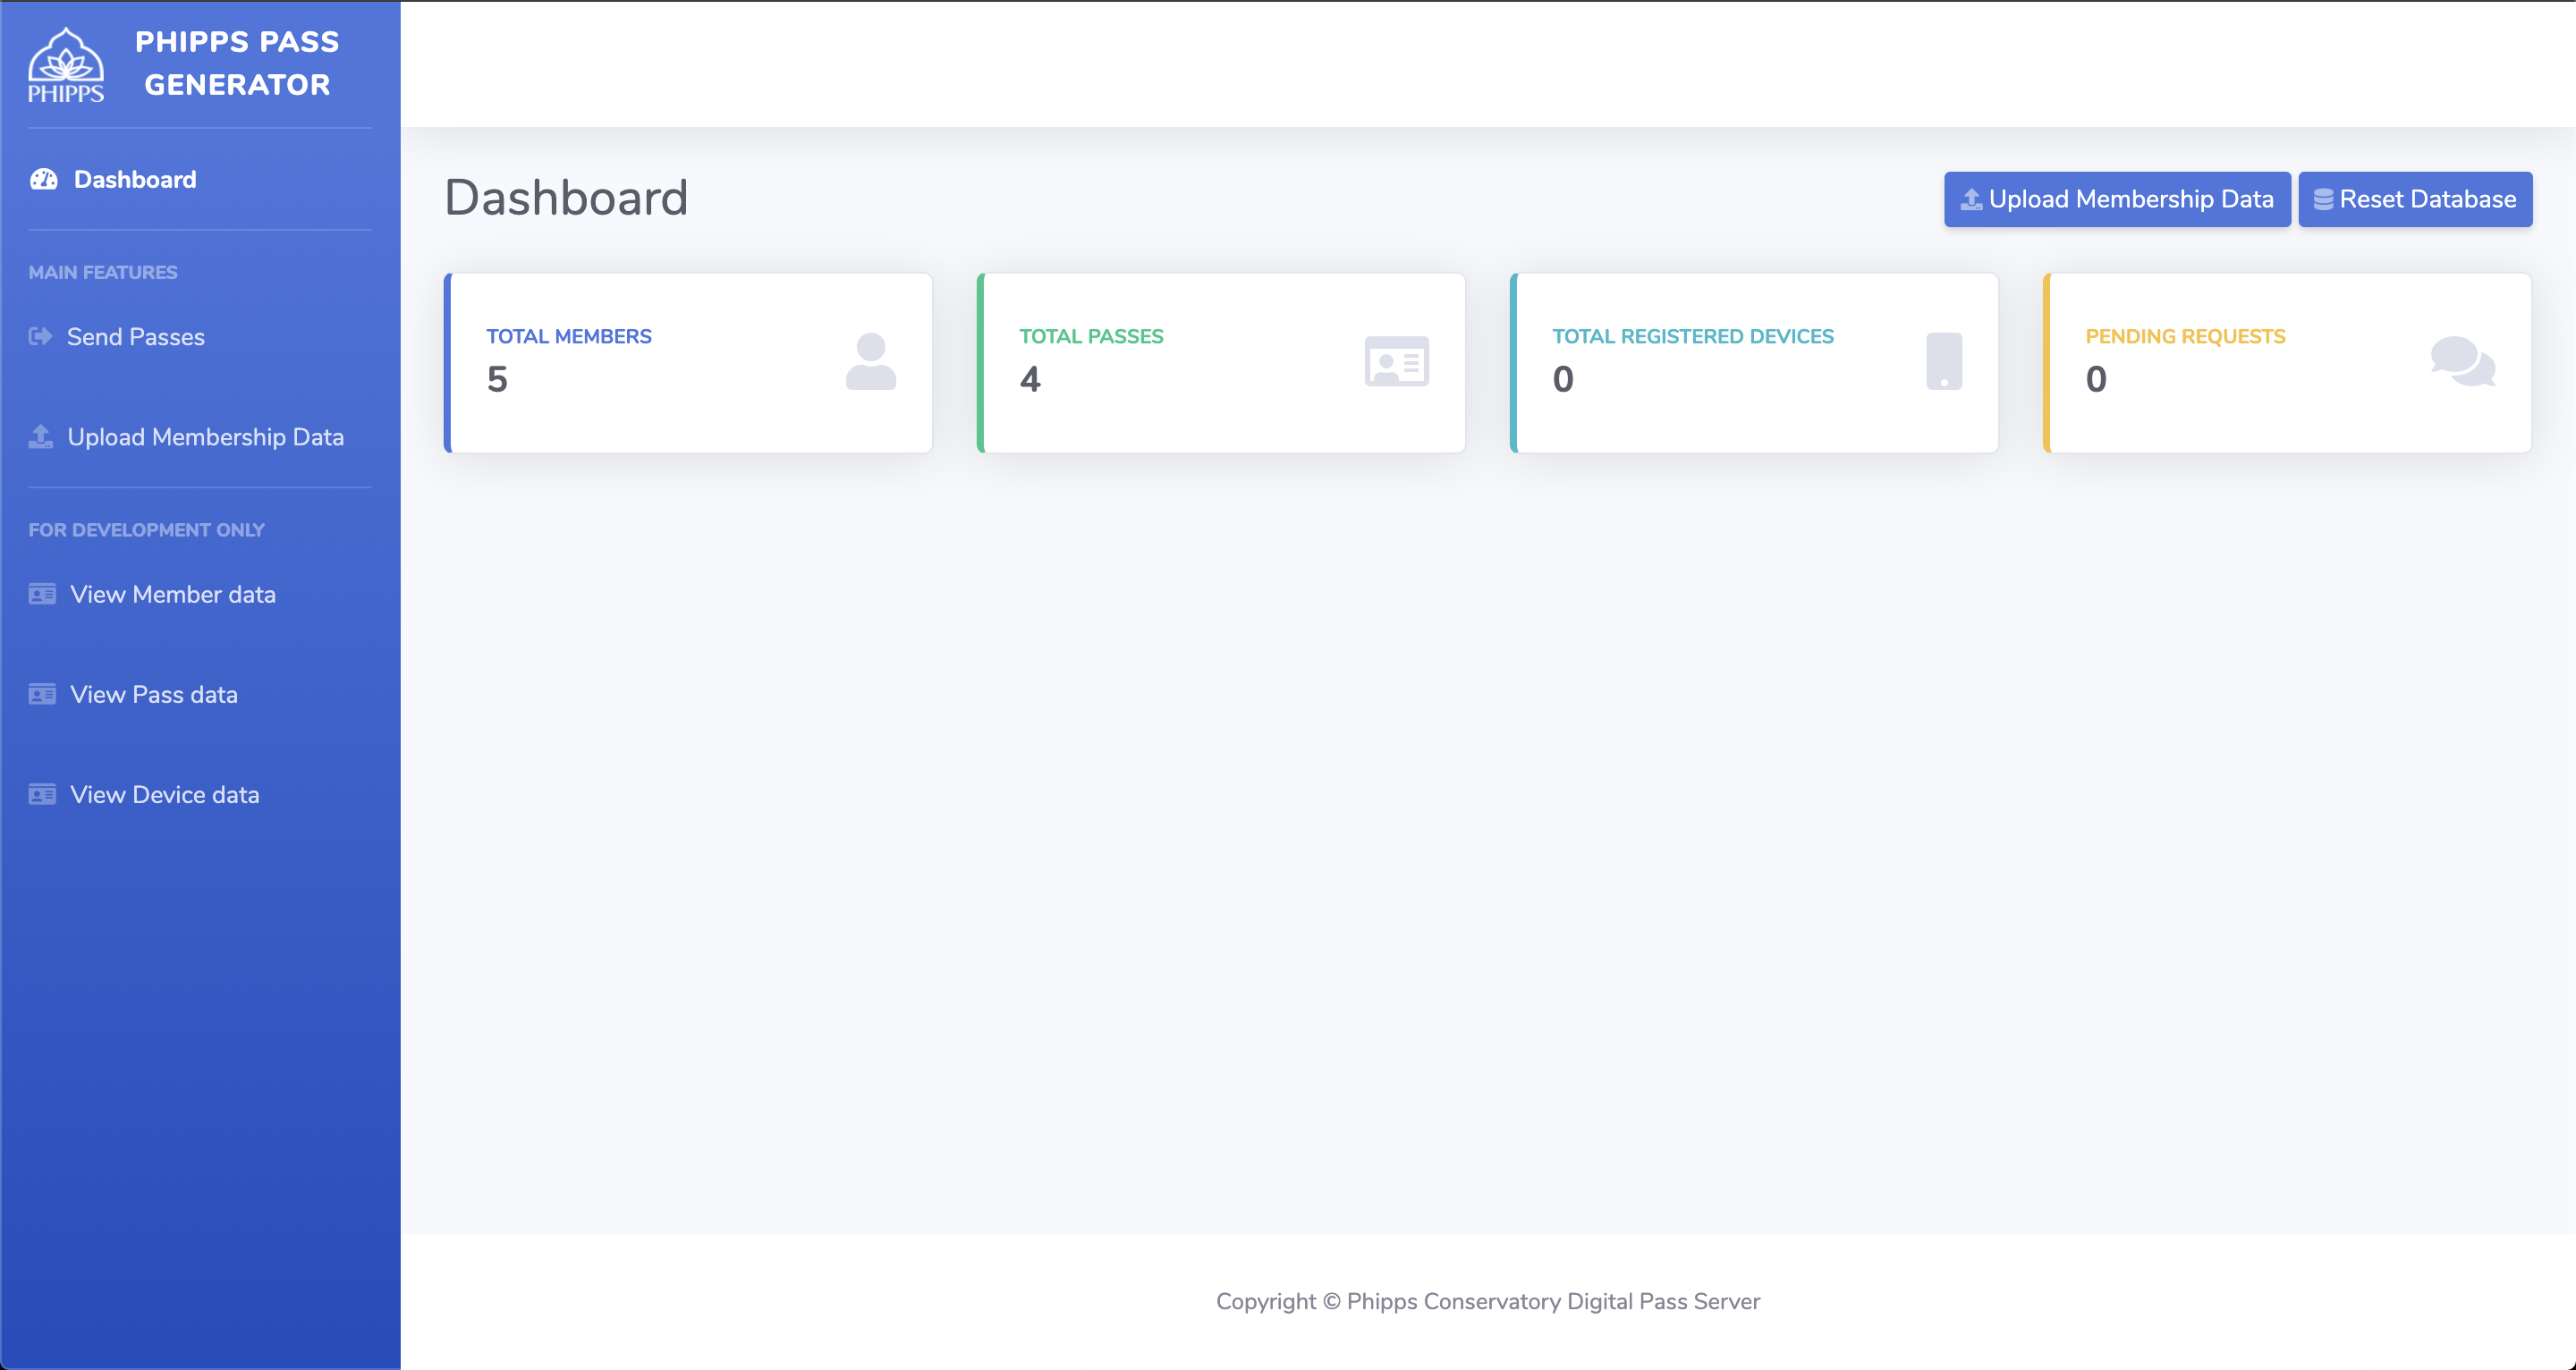 PHIPPS
PHIPPS PASS
GENERATOR
Dashboard
MAIN FEATURES
Send Passes
Upload Membership Data
FOR DEVELOPMENT ONLY
View Member data
View Pass data
View Device data
Dashboard
Upload Membership Data
Reset Database
TOTAL MEMBERS
5
TOTAL PASSES
4
TOTAL REGISTERED DEVICES
0
PENDING REQUESTS
0
Copyright © Phipps Conservatory Digital Pass Server